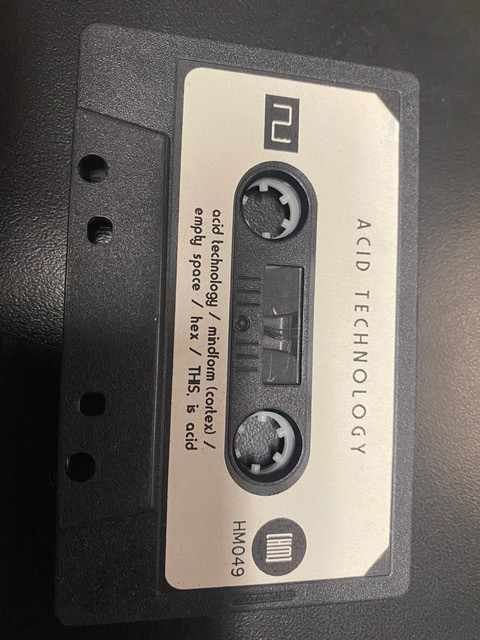 ACID TECHNOLOGY
acid technology / mindform (cortex) /
empty space / hex / THIS, is acid
HM049